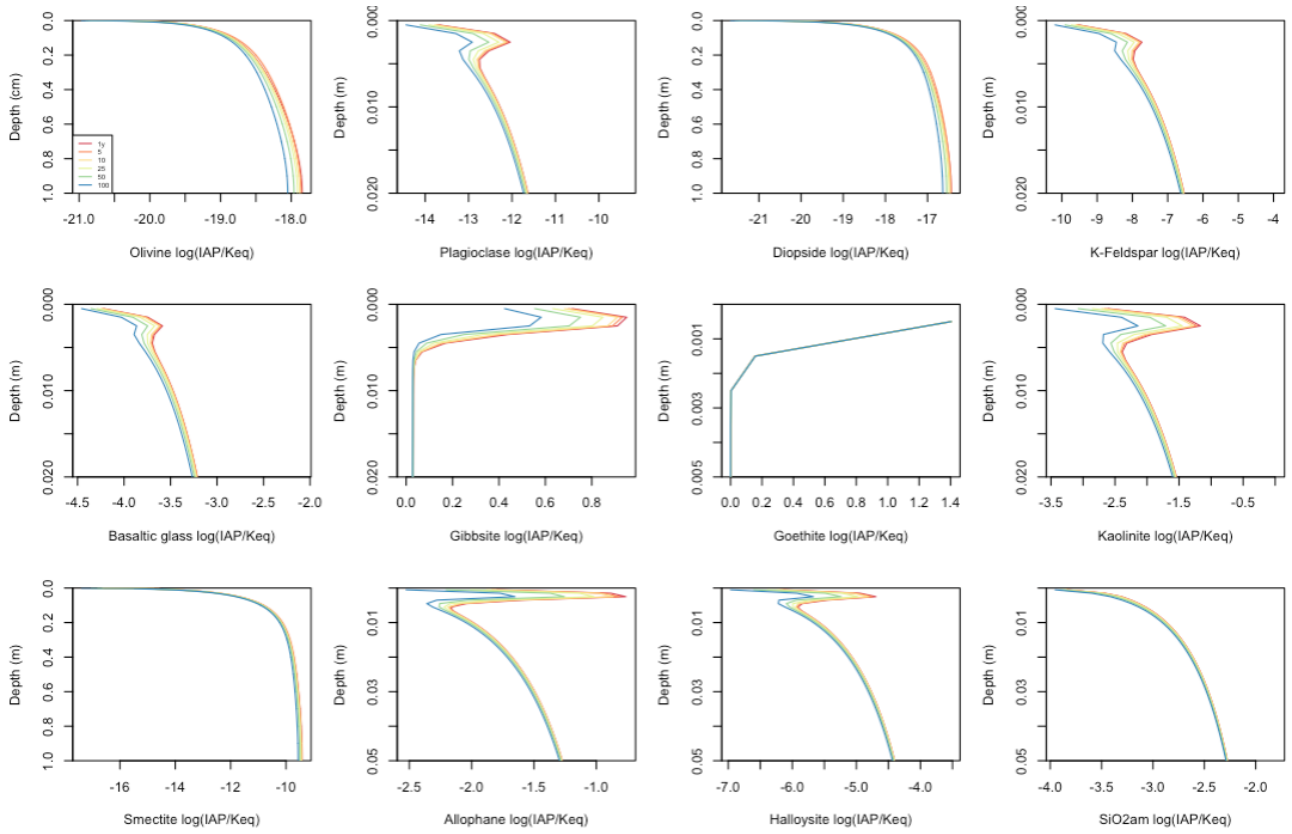 0.0
0.2
0.4
0.6
0.8
1.0
Depth (cm)
1y
5
10
25
50
100
-21.0 -20.0 -19.0 -18.0
Olivine log(IAP/Keq)
0.000
0.010
0.020
Depth (m)
-14 -13 -12 -11 -10
Plagioclase log(IAP/Keq)
0.0
0.2
0.4
0.6
0.8
1.0
Depth (m)
-21 -19 -17
Diopside log(IAP/Keq)
0.000
0.010
0.020
Depth (m)
-10 -9 -8 -7 -6 -5 -4
K-Feldspar log(IAP/Keq)
0.000
0.010
0.020
Depth (m)
-4.5 -4.0 -3.5 -3.0 -2.5 -2.0
Basaltic glass log(IAP/Keq)
0.000
0.010
0.020
Depth (m)
0.0 0.2 0.4 0.6 0.8
Gibbsite log(IAP/Keq)
0.001
0.003
0.005
Depth (m)
0.0 0.2 0.4 0.6 0.8 1.0 1.2 1.4
Goethite log(IAP/Keq)
0.000
0.010
0.020
Depth (m)
-3.5 -2.5 -1.5 -0.5
Kaolinite log(IAP/Keq)
0.0
0.2
0.4
0.6
0.8
1.0
Depth (m)
-16 -14 -12 -10
Smectite log(IAP/Keq)
0.01
0.03
0.05
Depth (m)
-2.5 -2.0 -1.5 -1.0
Allophane log(IAP/Keq)
0.01
0.03
0.05
Depth (m)
-7.0 -6.0 -5.0 -4.0
Halloysite log(IAP/Keq)
0.01
0.03
0.05
Depth (m)
-4.0 -3.5 -3.0 -2.5 -2.0
SiO2am log(IAP/Keq)